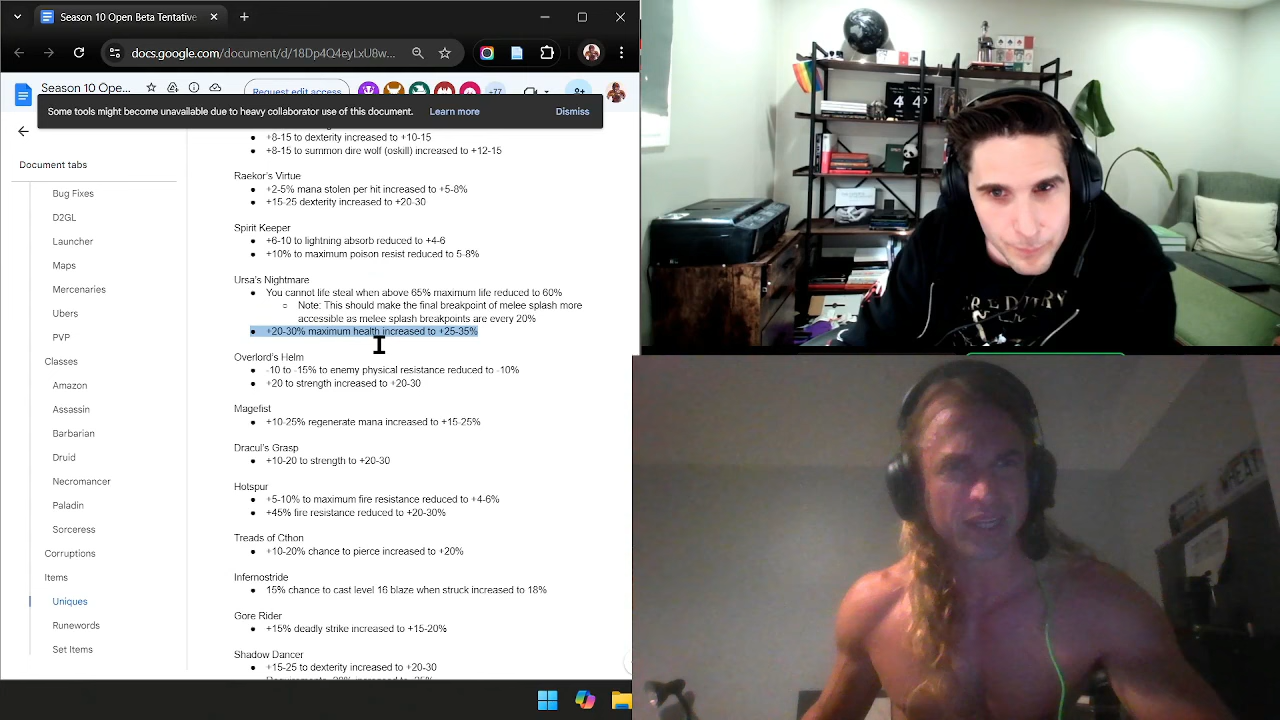 Season 10 Open Beta Tentative
docs.google.com/document/d/18Dp4Q4eyLxU8w...
Season 10 Open Beta Tentative
Request edit access
+77
Some tools might become unavailable due to heavy collaborator use of this document. Learn more Dismiss
Document tabs
Bug Fixes
D2GL
Launcher
Maps
Mercenaries
Ubers
PVP
Classes
Amazon
Assassin
Barbarian
Druid
Necromancer
Paladin
Sorceress
Corruptions
Items
Uniques
Runewords
Set Items
+8-15 to dexterity increased to +10-15
+8-15 to summon dire wolf (oskill) increased to +12-15
Raekor's Virtue
+2-5% mana stolen per hit increased to +5-8%
+15-25 dexterity increased to +20-30
Spirit Keeper
+6-10 to lightning absorb reduced to +4-6
+10% to maximum poison resist reduced to 5-8%
Ursa's Nightmare
You cannot life steal when above 65% maximum life reduced to 60%
Note: This should make the final breakpoint of melee splash more
accessible as melee splash breakpoints are every 20%
+20-30% maximum health increased to +25-35%
Overlord's Helm
-10 to -15% to enemy physical resistance reduced to -10%
+20 to strength increased to +20-30
Magefist
+10-25% regenerate mana increased to +15-25%
Dracul's Grasp
+10-20 to strength to +20-30
Hotspur
+5-10% to maximum fire resistance reduced to +4-6%
+45% fire resistance reduced to +20-30%
Treads of Cthon
+10-20% chance to pierce increased to +20%
Infernostride
15% chance to cast level 16 blaze when struck increased to 18%
Gore Rider
+15% deadly strike increased to +15-20%
Shadow Dancer
+15-25 to dexterity increased to +20-30